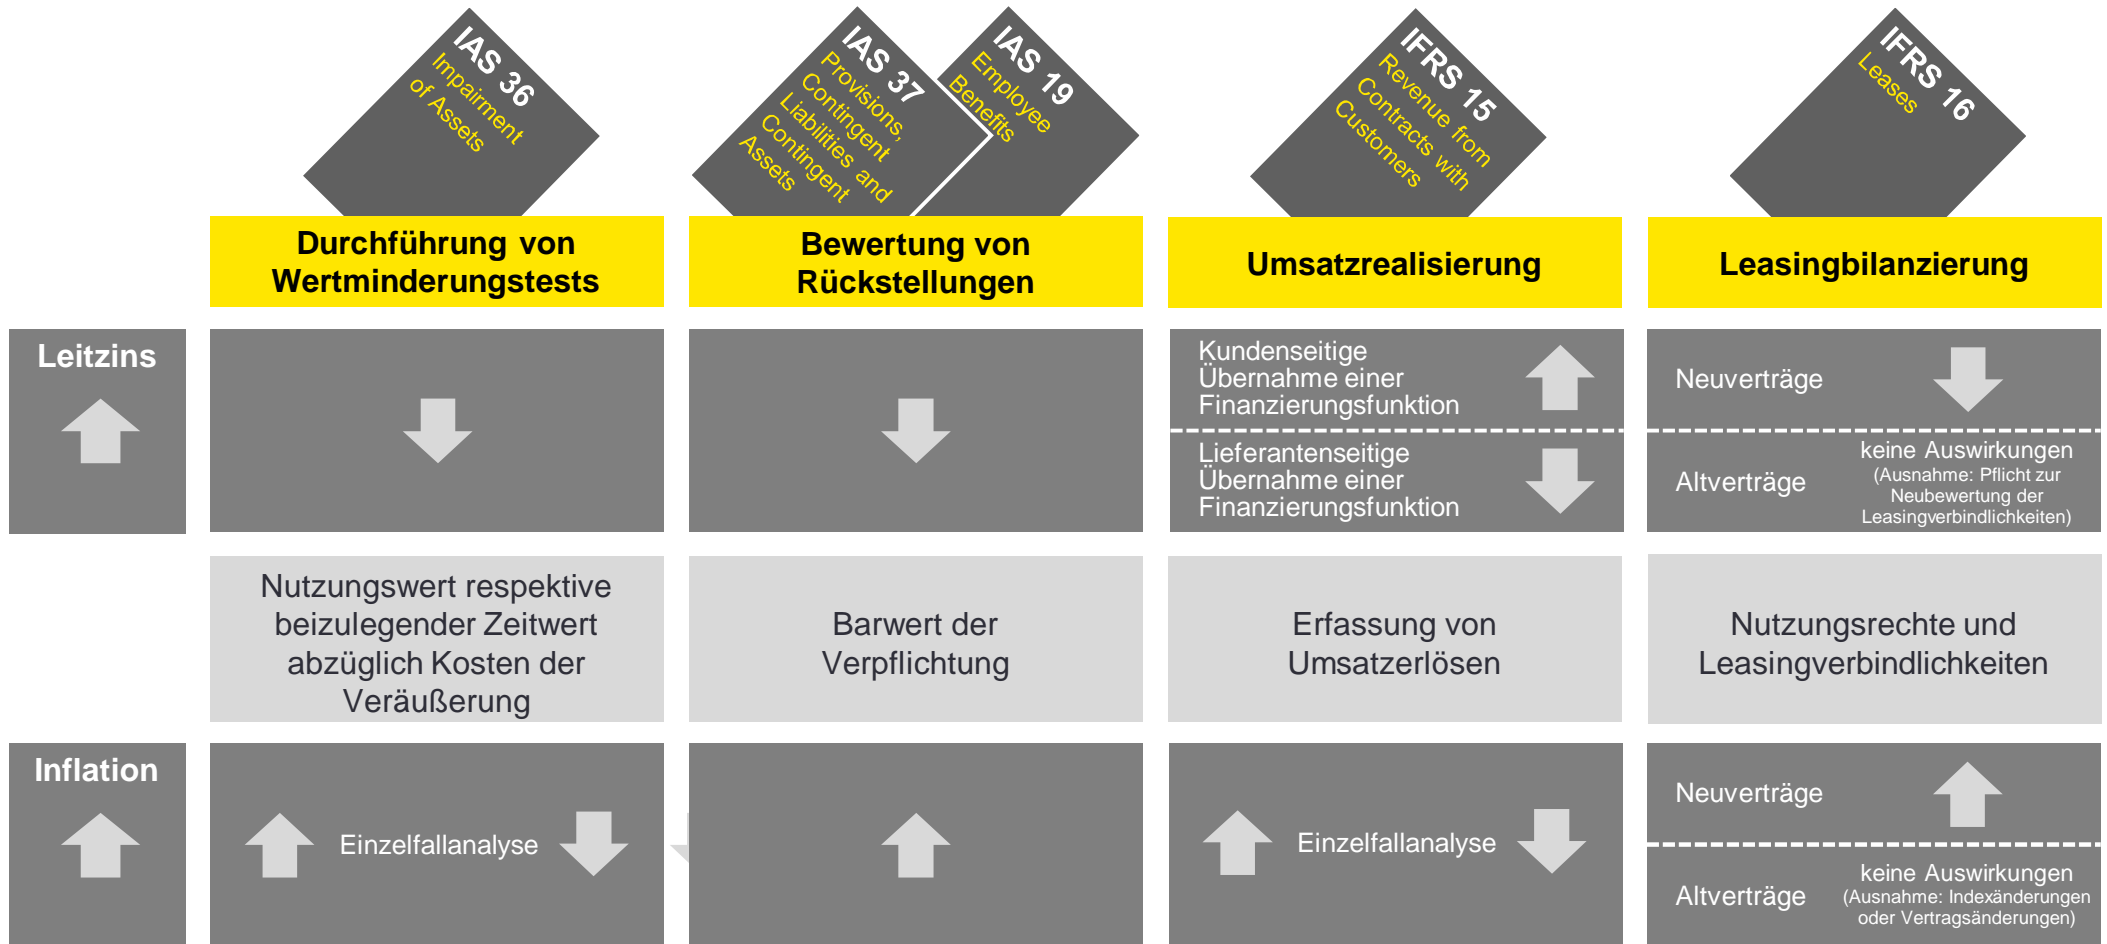 IAS 36
Impairment
of Assets
IAS 37
Provisions,
Contingent
Liabilities and
Contingent
Assets
IAS 19
Employee
Benefits
IFRS 15
Revenue from
Contracts with
Customers
IFRS 16
Leases
Durchführung von
Wertminderungstests
Bewertung von
Rückstellungen
Umsatzrealisierung
Leasingbilanzierung
Leitzins
Kundenseitige
Übernahme einer
Finanzierungsfunktion
Lieferantenseitige
Übernahme einer
Finanzierungsfunktion
Neuverträge
Altverträge
keine Auswirkungen
(Ausnahme: Pflicht zur
Neubewertung der
Leasingverbindlichkeiten)
Nutzungswert respektive
beizulegender Zeitwert
abzüglich Kosten der
Veräußerung
Barwert der
Verpflichtung
Erfassung von
Umsatzerlösen
Nutzungsrechte und
Leasingverbindlichkeiten
Inflation
Einzelfallanalyse
Einzelfallanalyse
Neuverträge
Altverträge
keine Auswirkungen
(Ausnahme: Indexänderungen
oder Vertragsänderungen)